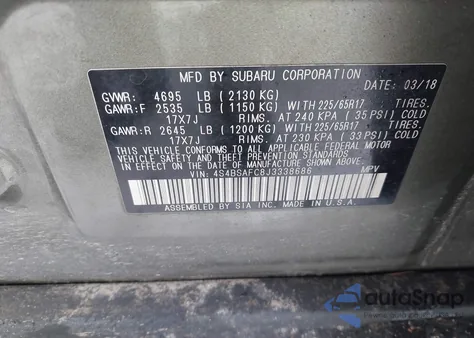 MFD BY SUBARU CORPORATION
DATE: 03/18
GVWR: 4695 LB (2130 KG)
GAWR:F 2535 LB (1150 KG) WITH 225/65R17 TIRES.
17X7J RIMS. AT 240 KPA (35 PSI) COLD
GAWR:R 2645 LB (1200 KG) WITH 225/65R17 TIRES.
17X7J RIMS. AT 230 KPA (33 PSI) COLD
THIS VEHICLE CONFORMS TO ALL APPLICABLE FEDERAL MOTOR
VEHICLE SAFETY AND THEFT PREVENTION STANDARDS
IN EFFECT ON THE DATE OF MANUFACTURE SHOWN ABOVE.
VIN: 4S4BSAFC8J3338686 MPV
ASSEMBLED BY SIA INC. MADE IN U.S.A.
autoSnap